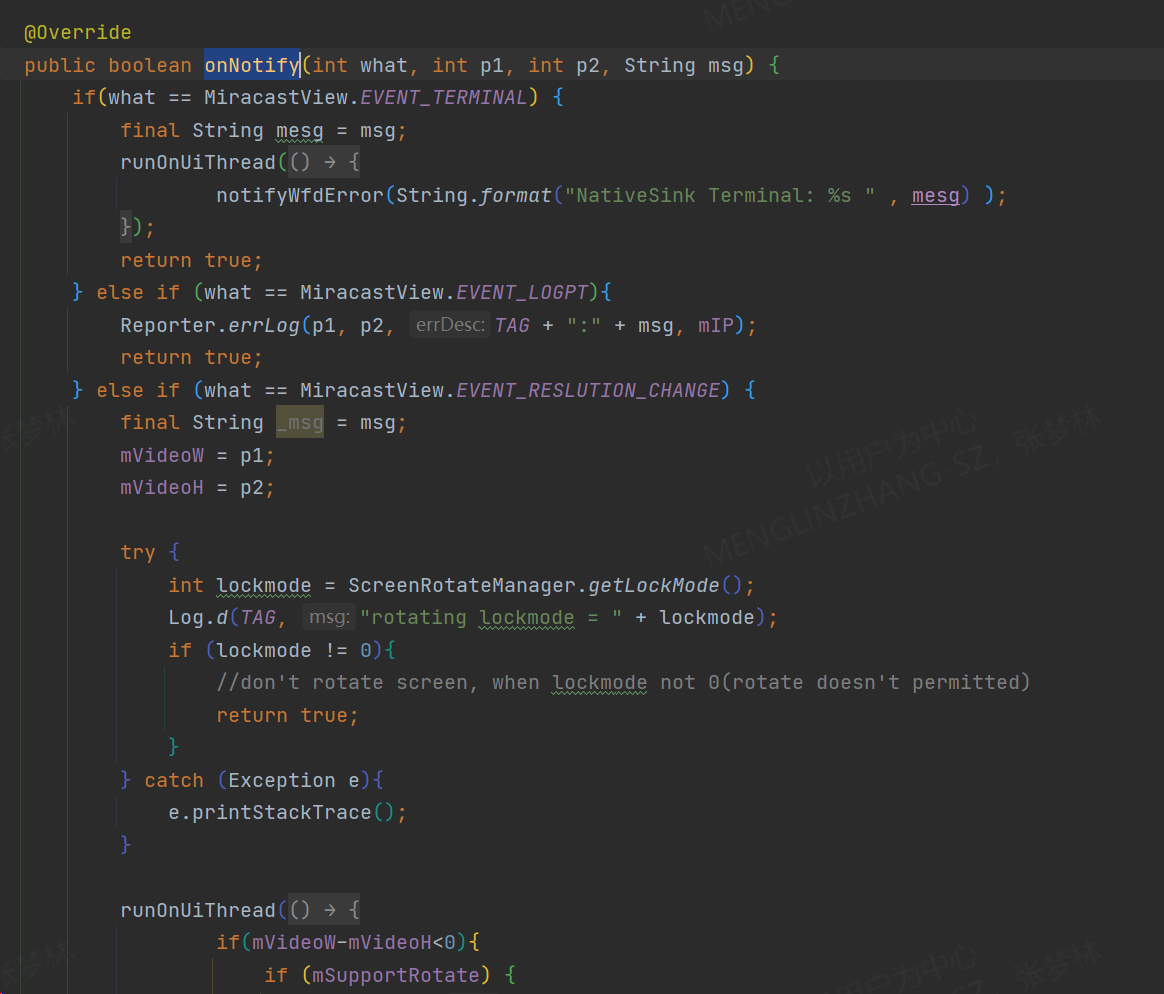 @Override
public boolean onNotify(int what, int p1, int p2, String msg) {
if(what == MiracastView.EVENT_TERMINAL) {
final String mesg = msg;
runOnUiThread(() → {
notifyWfdError(String.format("NativeSink Terminal: %s " , mesg) );
});
return true;
} else if (what == MiracastView.EVENT_LOGPT){
Reporter.errLog(p1, p2, errDesc: TAG + ":" + msg, mIP);
return true;
} else if (what == MiracastView.EVENT_RESLUTION_CHANGE) {
final String _msg = msg;
mVideoW = p1;
mVideoH = p2;
try {
int lockmode = ScreenRotateManager.getLockMode();
Log.d(TAG, msg: "rotating lockmode = " + lockmode);
if (lockmode != 0){
//don't rotate screen, when lockmode not 0(rotate doesn't permitted)
return true;
}
} catch (Exception e){
e.printStackTrace();
}
runOnUiThread(() → {
if(mVideoW-mVideoH<0){
if (mSupportRotate) {
以用户为中心
MENGLINZHANG-SZ, 张梦林